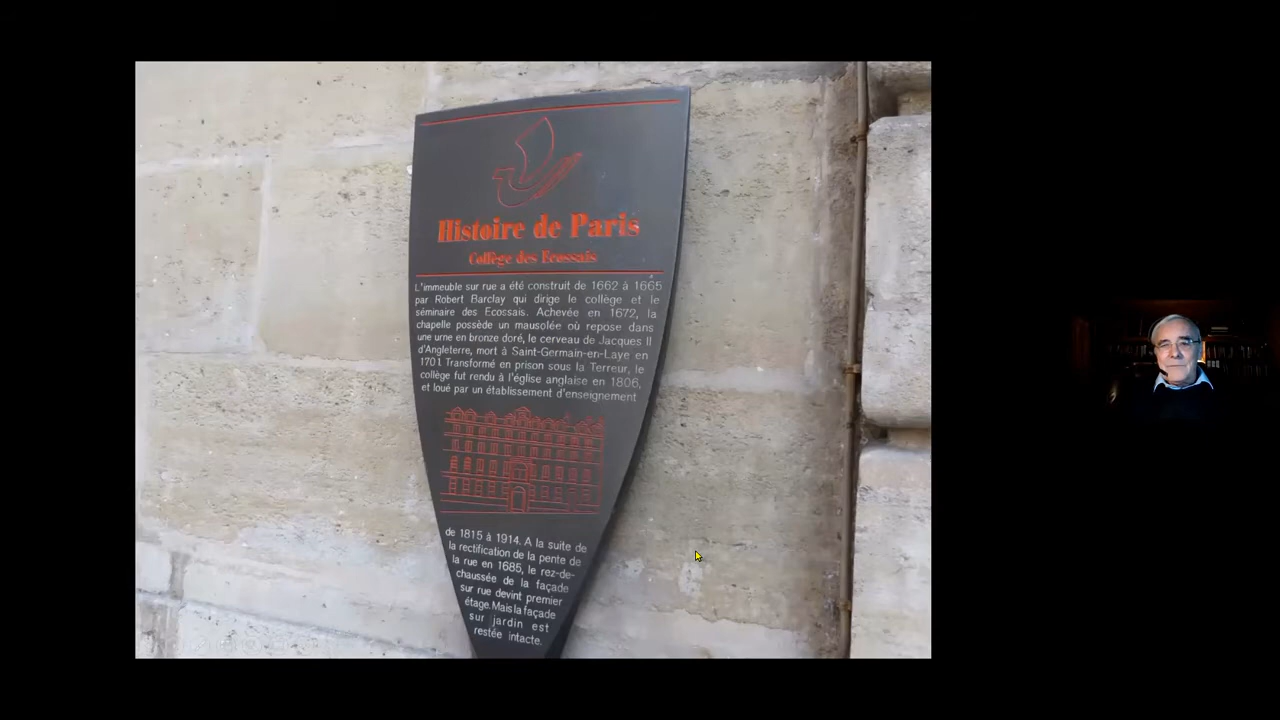 Histoire de Paris
Collège des Ecossais
L'immeuble sur rue a été construit de 1662 à 1665
par Robert Barclay qui dirige le collège et le
séminaire des Ecossais. Achevée en 1672, la
chapelle possède un mausolée où repose dans
une urne en bronze doré, le cerveau de Jacques II
d'Angleterre, mort à Saint-Germain-en-Laye en
1701. Transformé en prison sous la Terreur, le
collège fut rendu à l'église anglaise en 1806,
et loué par un établissement d'enseignement
de 1815 à 1914. A la suite de
la rectification de la pente de
la rue en 1685, le rez-de-
chaussée de la façade
sur rue devint premier
étage. Mais la façade
sur jardin est
restée intacte.